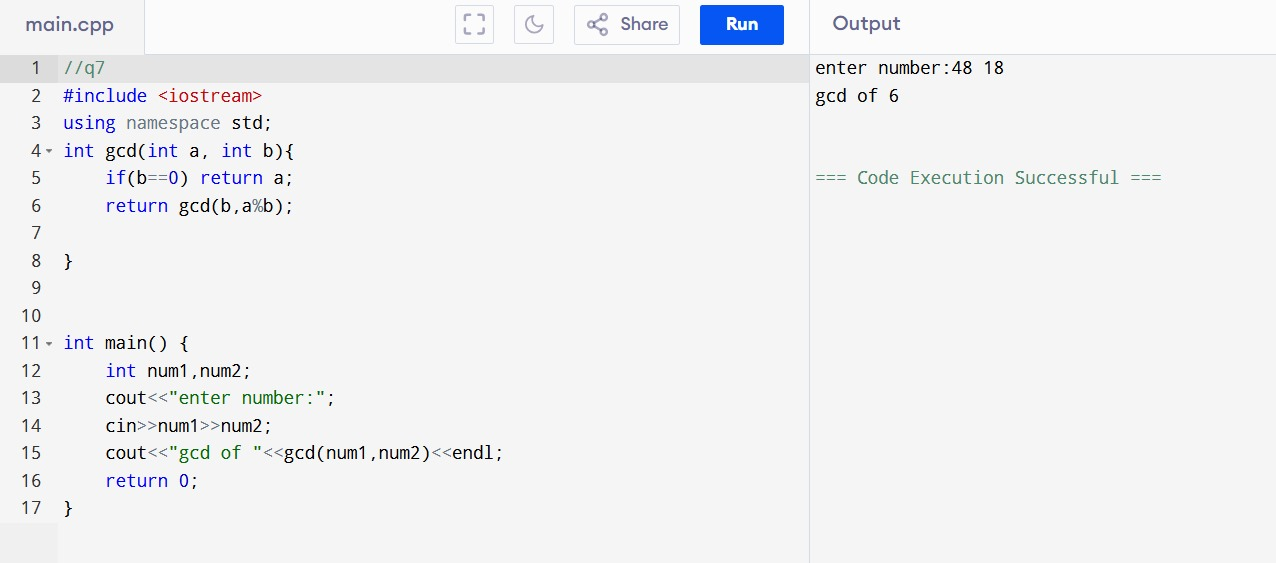 main.cpp
Share
Run
Output
1 //q7
2 #include <iostream>
3 using namespace std;
4 int gcd(int a, int b){
5     if(b==0) return a;
6     return gcd(b,a%b);
7
8 }
9
10
11 int main() {
12     int num1,num2;
13     cout<<"enter number:";
14     cin>>num1>>num2;
15     cout<<"gcd of "<<gcd(num1,num2)<<endl;
16     return 0;
17 }
enter number:48 18
gcd of 6
=== Code Execution Successful ===